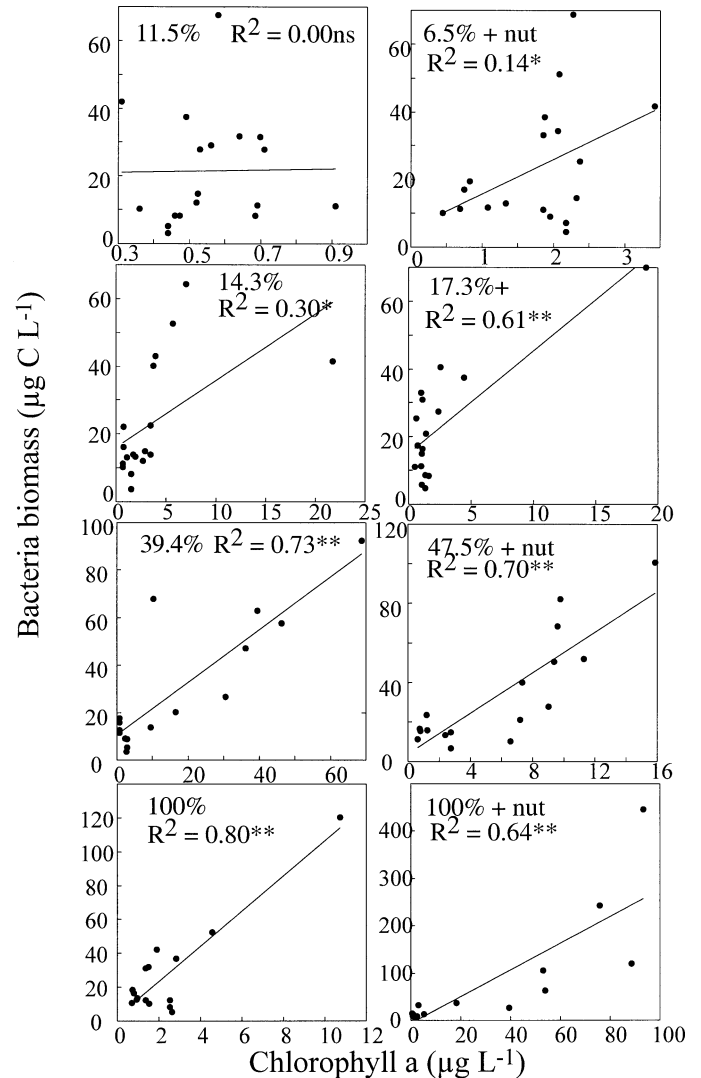 11.5% R² = 0.00ns
60
40
20
0
0.3 0.5 0.7 0.9
6.5% + nut
R² = 0.14*
60
40
20
0
0 1 2 3
14.3%
R² = 0.30*
60
40
20
0
0 5 10 15 20 25
17.3%+
R² = 0.61**
60
40
20
0
0 5 10 15 20
39.4% R² = 0.73**
100
80
60
40
20
0
0 20 40 60
47.5% + nut
R² = 0.70**
120
80
40
0
0 4 8 12 16
100%
R² = 0.80**
120
100
80
60
40
20
0
0 2 4 6 8 10 12
100% + nut
R² = 0.64**
400
300
200
100
0
0 20 40 60 80 100
Bacteria biomass (µg C L⁻¹)
Chlorophyll a (µg L⁻¹)